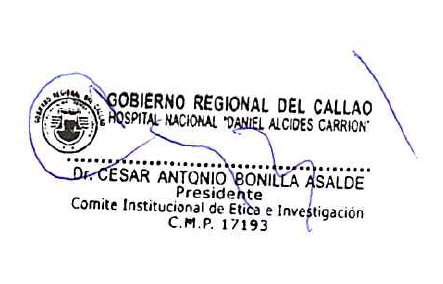 GOBIERNO REGIONAL DEL CALLAO
HOSPITAL NACIONAL "DANIEL ALCIDES CARRION"
Dr. CESAR ANTONIO BONILLA ASALDE
Presidente
Comite Institucional de Etica e Investigación
C.M.P. 17193